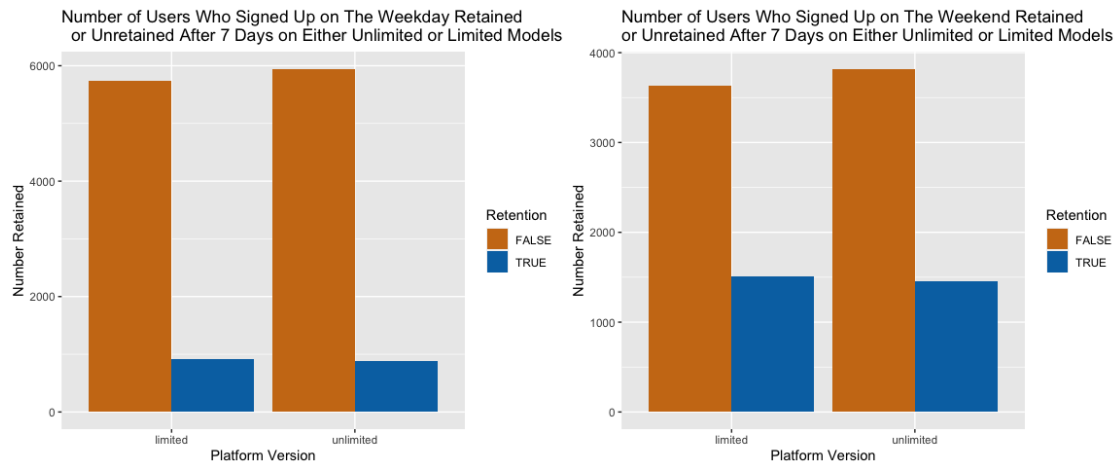 Number of Users Who Signed Up on The Weekday Retained
or Unretained After 7 Days on Either Unlimited or Limited Models
6000
4000
2000
0
Number Retained
limited
unlimited
Platform Version
Retention
FALSE
TRUE
Number of Users Who Signed Up on The Weekend Retained
or Unretained After 7 Days on Either Unlimited or Limited Models
4000
3000
2000
1000
0
Number Retained
limited
unlimited
Platform Version
Retention
FALSE
TRUE